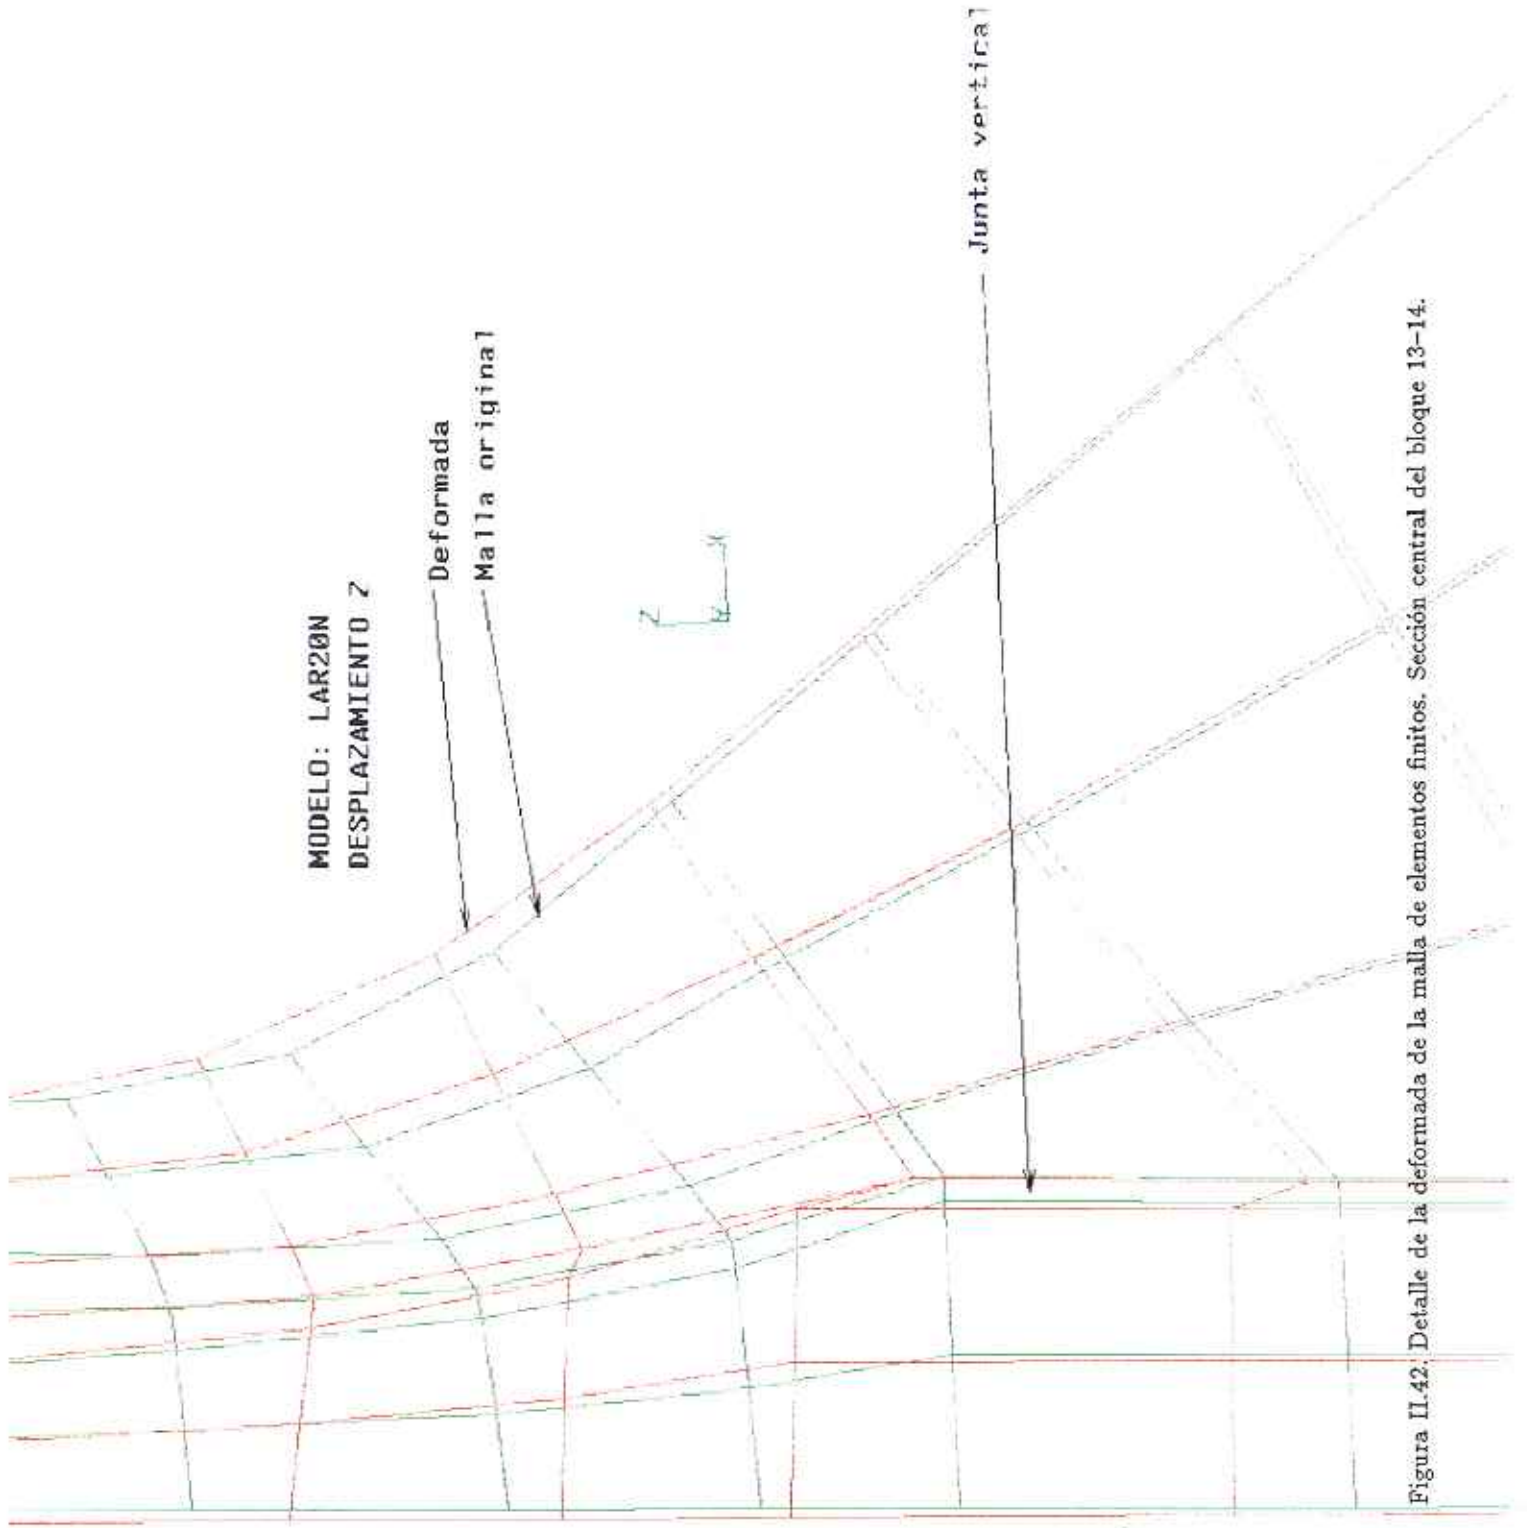 MODELO: LAR20N
DESPLAZAMIENTO Z
Deformada
Malla original
Z
X
Junta vertical
Figura II.42. Detalle de la deformada de la malla de elementos finitos. Sección central del bloque 13-14.